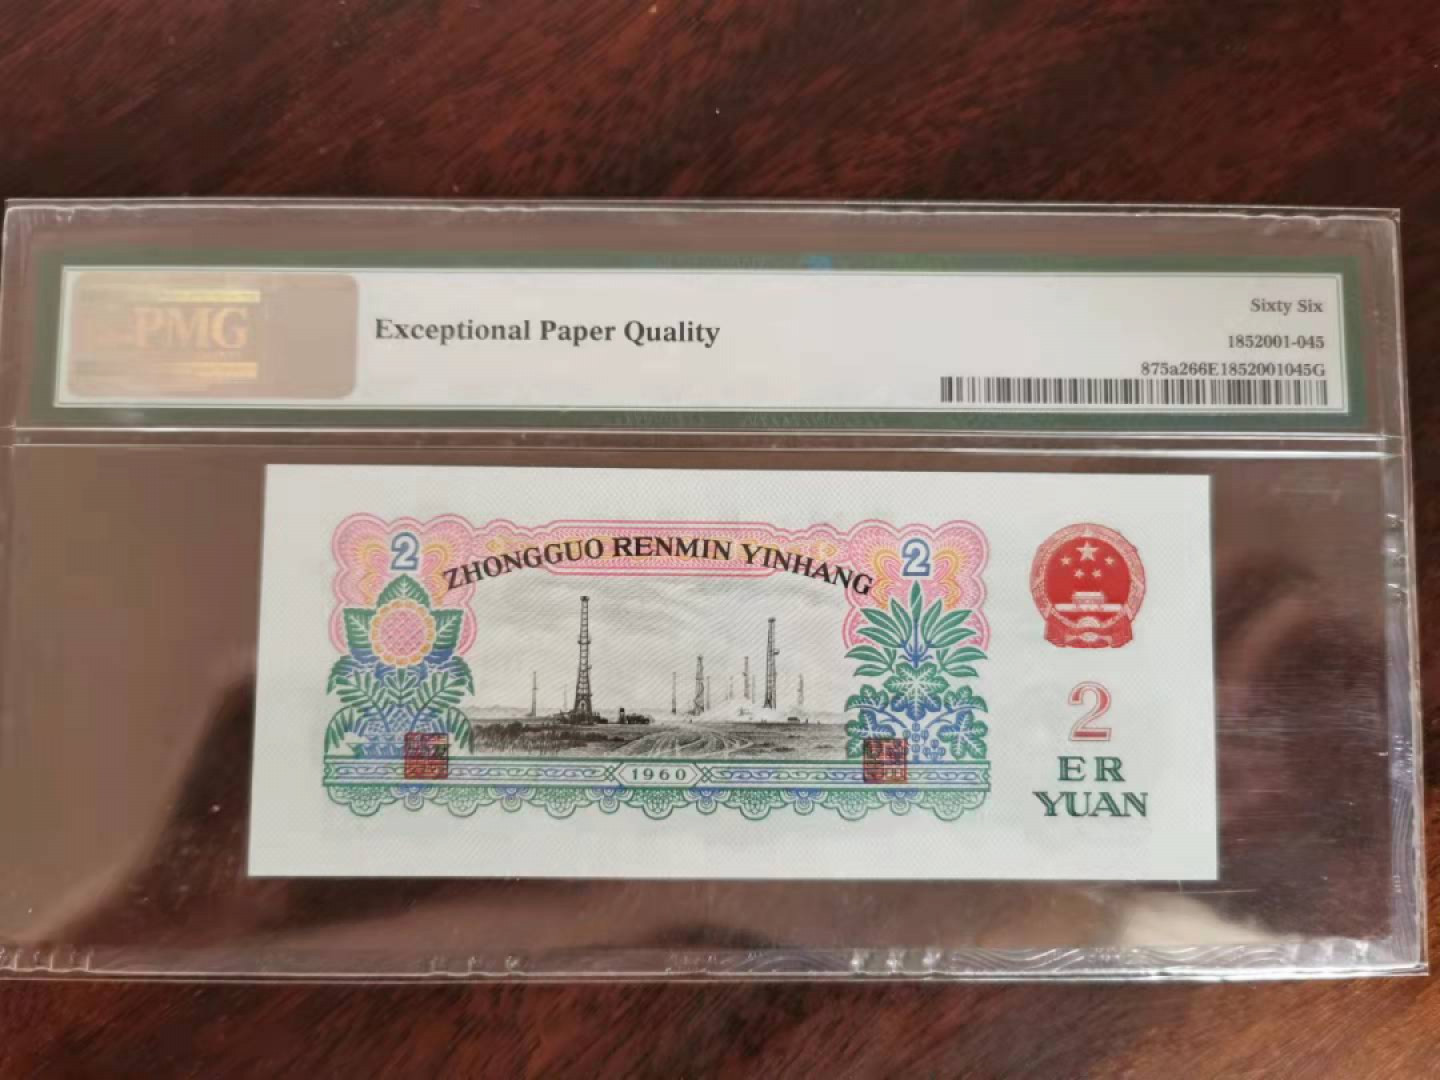 PMG
Exceptional Paper Quality
Sixty Six
1852001-045
875a266E1852001045G
2
2
ZHONGGUO RENMIN YINHANG
1960
2
ER
YUAN